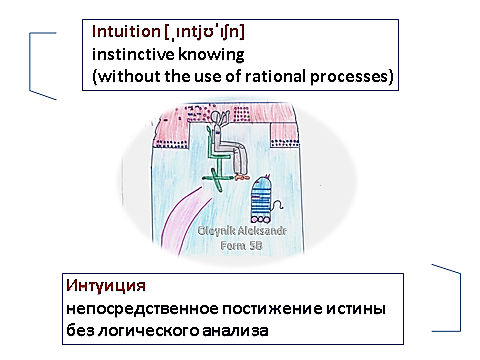 Intuition [ˌıntjʊˈıʃn]
instinctive knowing
(without the use of rational processes)
Oleynik Aleksandr
Form 5B
Интуиция
непосредственное постижение истины
без логического анализа